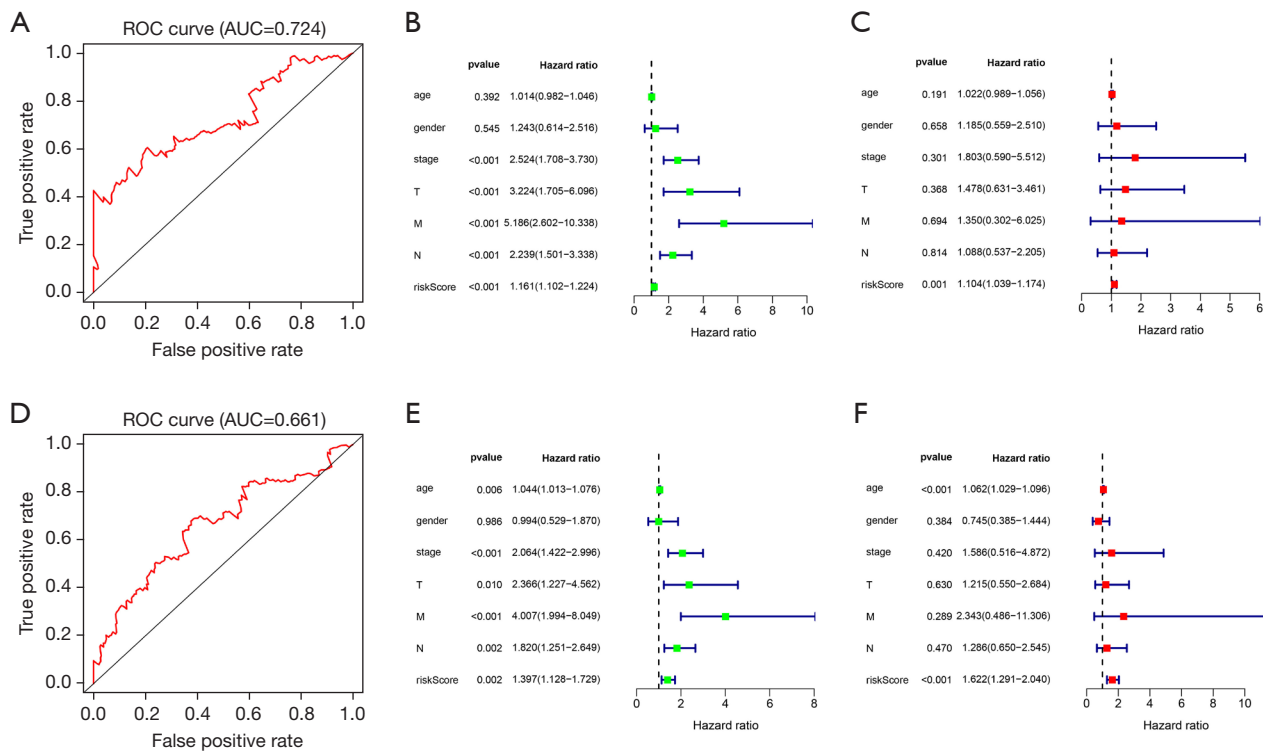 A
ROC curve (AUC=0.724)
True positive rate
1.0
0.8
0.6
0.4
0.2
0.0
0.0 0.2 0.4 0.6 0.8 1.0
False positive rate
B
pvalue Hazard ratio
age 0.392 1.014(0.982−1.046)
gender 0.545 1.243(0.614−2.516)
stage <0.001 2.524(1.708−3.730)
T <0.001 3.224(1.705−6.096)
M <0.001 5.186(2.602−10.338)
N <0.001 2.239(1.501−3.338)
riskScore <0.001 1.161(1.102−1.224)
0 2 4 6 8 10
Hazard ratio
C
pvalue Hazard ratio
age 0.191 1.022(0.989−1.056)
gender 0.658 1.185(0.559−2.510)
stage 0.301 1.803(0.590−5.512)
T 0.368 1.478(0.631−3.461)
M 0.694 1.350(0.302−6.025)
N 0.814 1.088(0.537−2.205)
riskScore 0.001 1.104(1.039−1.174)
0 1 2 3 4 5 6
Hazard ratio
D
ROC curve (AUC=0.661)
True positive rate
1.0
0.8
0.6
0.4
0.2
0.0
0.0 0.2 0.4 0.6 0.8 1.0
False positive rate
E
pvalue Hazard ratio
age 0.006 1.044(1.013−1.076)
gender 0.986 0.994(0.529−1.870)
stage <0.001 2.064(1.422−2.996)
T 0.010 2.366(1.227−4.562)
M <0.001 4.007(1.994−8.049)
N 0.002 1.820(1.251−2.649)
riskScore 0.002 1.397(1.128−1.729)
0 2 4 6 8
Hazard ratio
F
pvalue Hazard ratio
age <0.001 1.062(1.029−1.096)
gender 0.384 0.745(0.385−1.444)
stage 0.420 1.586(0.516−4.872)
T 0.630 1.215(0.550−2.684)
M 0.289 2.343(0.486−11.306)
N 0.470 1.286(0.650−2.545)
riskScore <0.001 1.622(1.291−2.040)
0 2 4 6 8 10
Hazard ratio